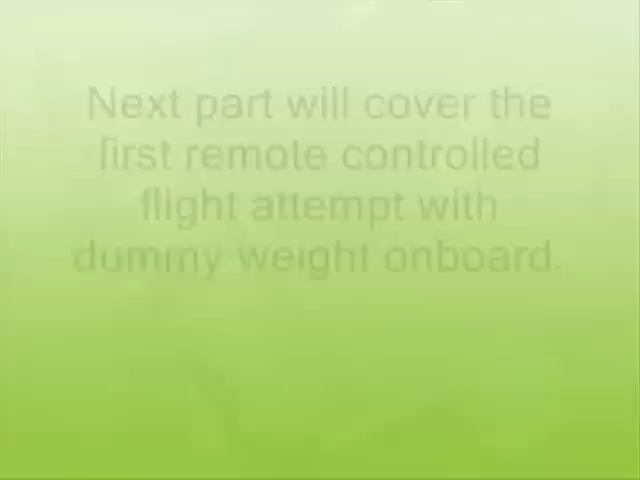 Next part will cover the
first remote controlled
flight attempt with
dummy weight onboard.